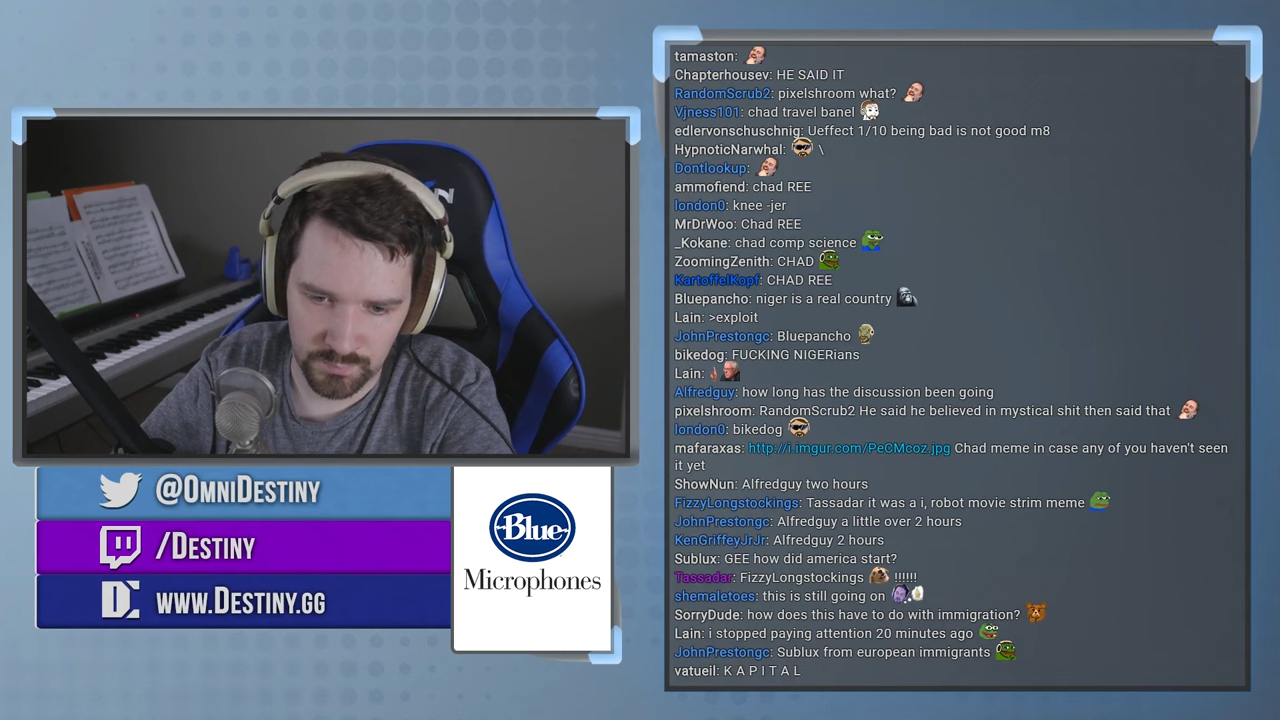 @OmniDestiny
/Destiny
www.Destiny.gg
Blue
Microphones
tamaston:
Chapterhousev: HE SAID IT
RandomScrub2: pixelshroom what?
Vjness101: chad travel banel
edlervonschuschnig: Ueffect 1/10 being bad is not good m8
HypnoticNarwhal: \
Dontlookup:
ammofiend: chad REE
london0: knee -jer
MrDrWoo: Chad REE
_Kokane: chad comp science
ZoomingZenith: CHAD
KartoffelKopf: CHAD REE
Bluepancho: niger is a real country
Lain: >exploit
JohnPrestongc: Bluepancho
bikedog: FUCKING NIGERians
Lain:
Alfredguy: how long has the discussion been going
pixelshroom: RandomScrub2 He said he believed in mystical shit then said that
london0: bikedog
mafaraxas: http://i.imgur.com/PeCMcoz.jpg Chad meme in case any of you haven't seen
it yet
ShowNun: Alfredguy two hours
FizzyLongstockings: Tassadar it was a i, robot movie strim meme
JohnPrestongc: Alfredguy a little over 2 hours
KenGriffeyJrJr: Alfredguy 2 hours
Sublux: GEE how did america start?
Tassadar: FizzyLongstockings !!!!!!
shemaletoes: this is still going on
SorryDude: how does this have to do with immigration?
Lain: i stopped paying attention 20 minutes ago
JohnPrestongc: Sublux from european immigrants
vatueil: K A P I T A L